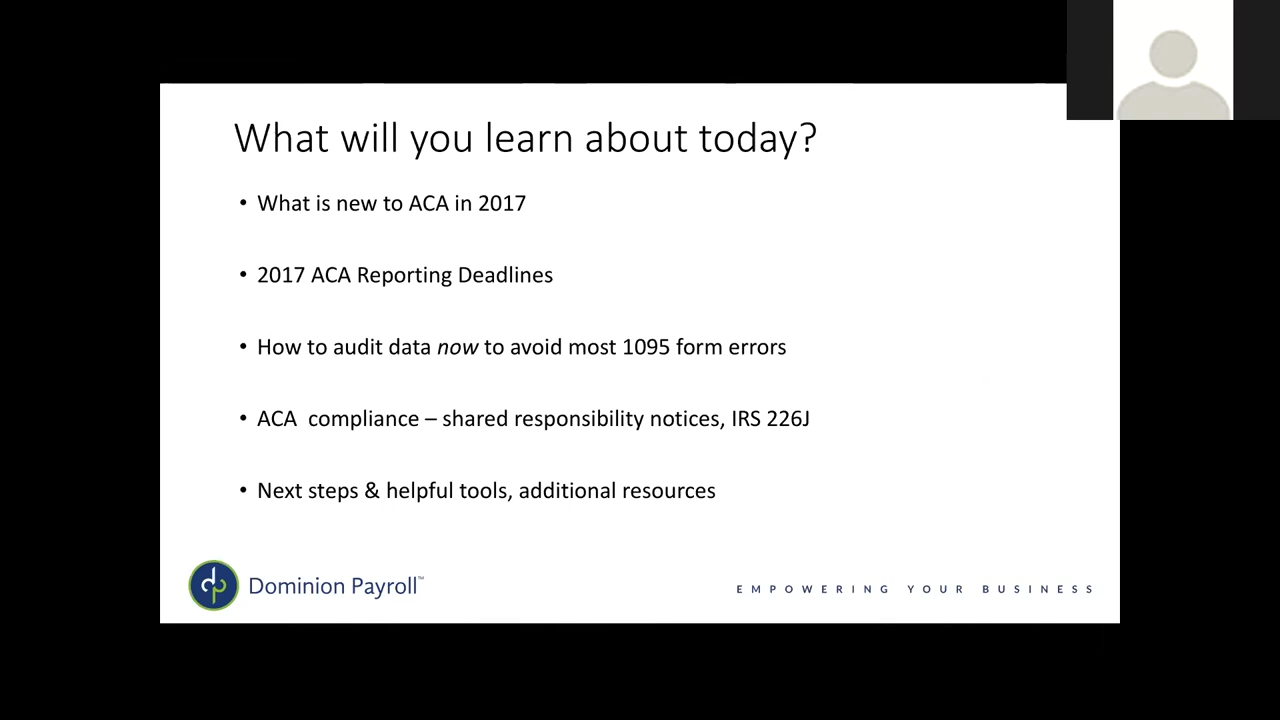 What will you learn about today?
• What is new to ACA in 2017
• 2017 ACA Reporting Deadlines
• How to audit data now to avoid most 1095 form errors
• ACA  compliance – shared responsibility notices, IRS 226J
• Next steps & helpful tools, additional resources
dp Dominion Payroll™
EMPOWERING YOUR BUSINESS